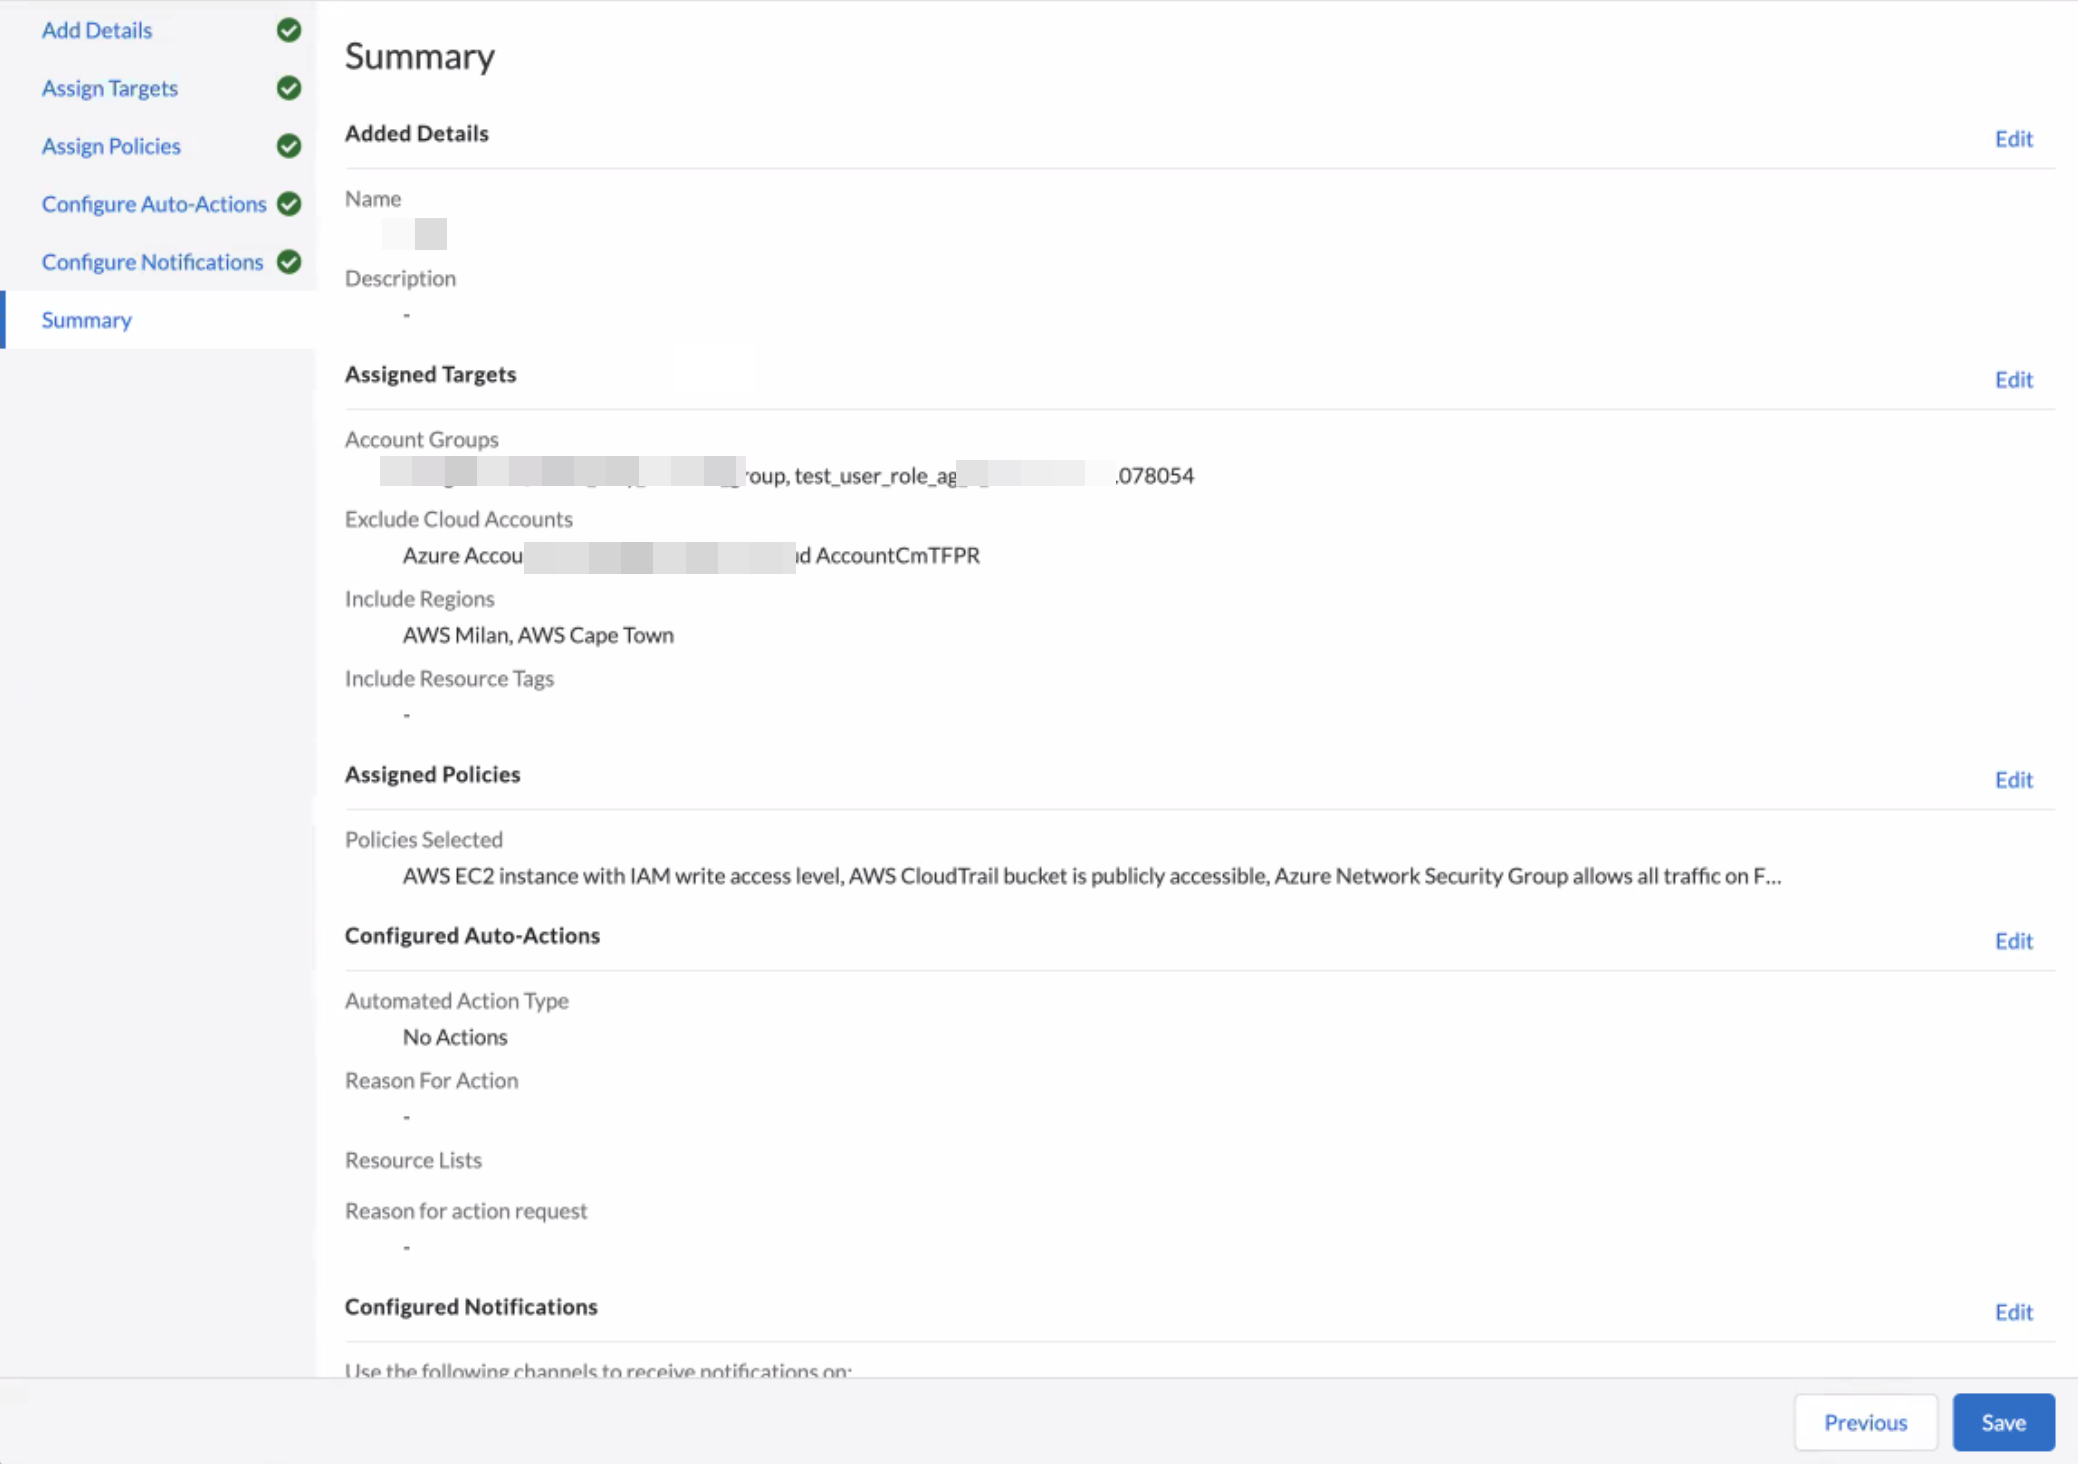 Add Details
Assign Targets
Assign Policies
Configure Auto-Actions
Configure Notifications
Summary
Summary
Added Details
Edit
Name
Description
-
Assigned Targets
Edit
Account Groups
roup, test_user_role_ag .078054
Exclude Cloud Accounts
Azure Accou d AccountCmTFPR
Include Regions
AWS Milan, AWS Cape Town
Include Resource Tags
-
Assigned Policies
Edit
Policies Selected
AWS EC2 instance with IAM write access level, AWS CloudTrail bucket is publicly accessible, Azure Network Security Group allows all traffic on F...
Configured Auto-Actions
Edit
Automated Action Type
No Actions
Reason For Action
-
Resource Lists
Reason for action request
-
Configured Notifications
Edit
Use the following channels to receive notifications on:
Previous
Save